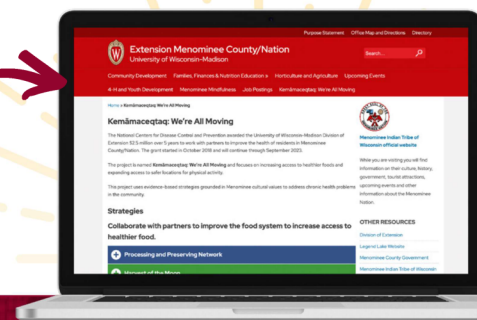 Purpose Statement Office Map and Directions Directory
Extension Menominee County/Nation
University of Wisconsin-Madison
Search...
Community Development Families, Finances & Nutrition Education Horticulture and Agriculture Upcoming Events
4-H and Youth Development Menominee Mindfulness Job Postings Kemāmaceqtaq: We're All Moving
Home » Kemāmaceqtaq: We're All Moving
Kemāmaceqtaq: We're All Moving
The National Centers for Disease Control and Prevention awarded the University of Wisconsin-Madison Division of
Extension $2.5 million over 5 years to work with partners to improve the health of residents in Menominee
County/Nation. The grant started in October 2018 and will continue through September 2023.
The project is named Kemāmaceqtaq: We're All Moving and focuses on increasing access to healthier foods and
expanding access to safer locations for physical activity.
This project uses evidence-based strategies grounded in Menominee cultural values to address chronic health problems
in the community.
Strategies
Collaborate with partners to improve the food system to increase access to
healthier food.
Processing and Preserving Network
Harvest of the Moon
Menominee Indian Tribe of
Wisconsin official website
While you are visiting you will find
information on their culture, history,
government, tourist attractions,
upcoming events and other
information about the Menominee
Nation.
OTHER RESOURCES
Division of Extension
Legend Lake Website
Menominee County Government
Menominee Indian Tribe of Wisconsin